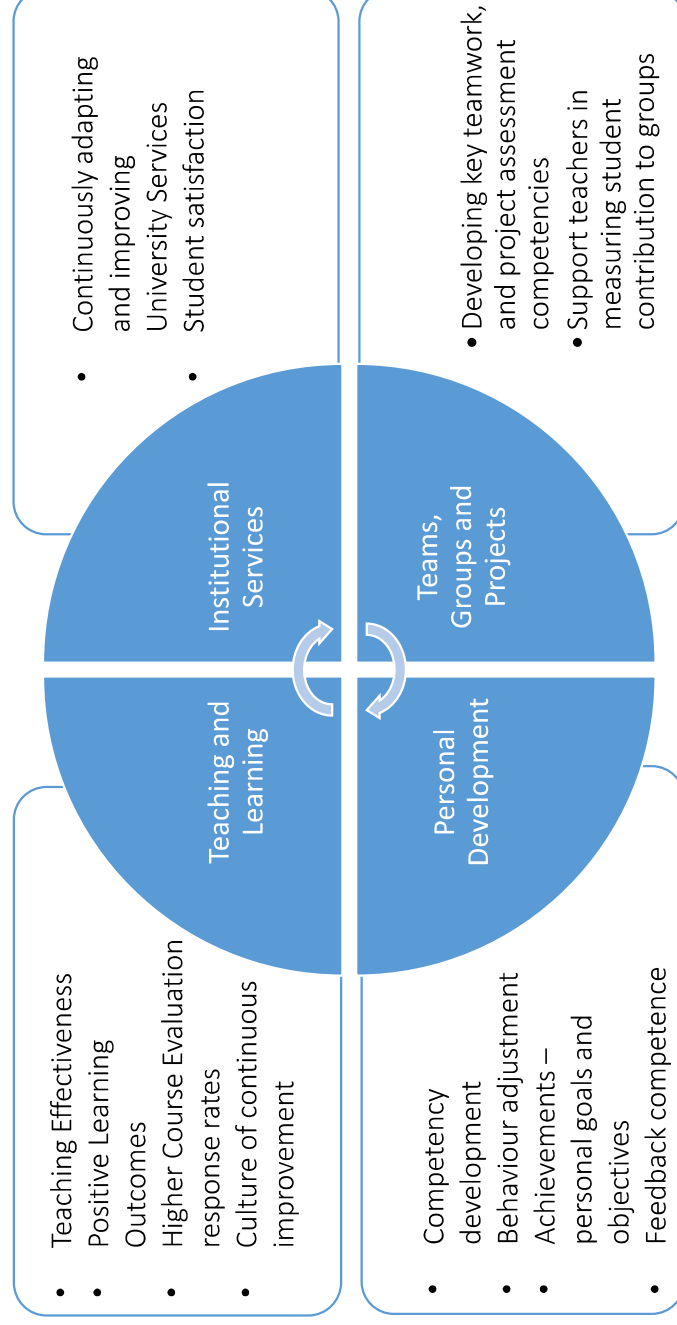 • Teaching Effectiveness
• Positive Learning
Outcomes
• Higher Course Evaluation
response rates
• Culture of continuous
improvement
Teaching and
Learning
Institutional
Services
• Continuously adapting
and improving
University Services
• Student satisfaction
• Competency
development
• Behaviour adjustment
• Achievements –
personal goals and
objectives
• Feedback competence
Personal
Development
Teams,
Groups and
Projects
• Developing key teamwork,
and project assessment
competencies
• Support teachers in
measuring student
contribution to groups